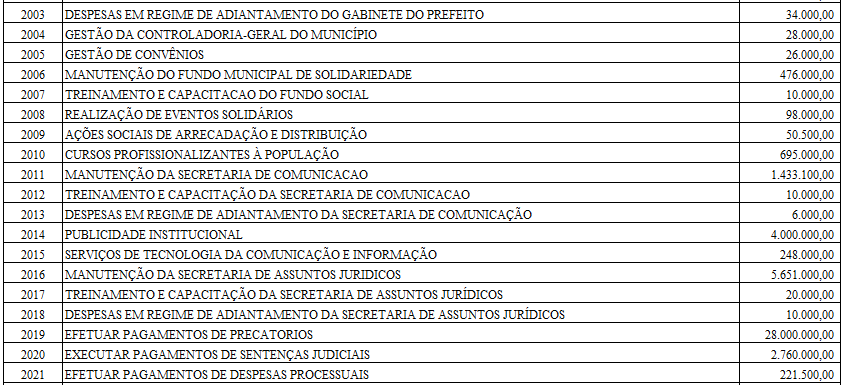 2003 DESPESAS EM REGIME DE ADIANTAMENTO DO GABINETE DO PREFEITO 34.000,00
2004 GESTÃO DA CONTROLADORIA-GERAL DO MUNICÍPIO 28.000,00
2005 GESTÃO DE CONVÊNIOS 26.000,00
2006 MANUTENÇÃO DO FUNDO MUNICIPAL DE SOLIDARIEDADE 476.000,00
2007 TREINAMENTO E CAPACITACAO DO FUNDO SOCIAL 10.000,00
2008 REALIZAÇÃO DE EVENTOS SOLIDÁRIOS 98.000,00
2009 AÇÕES SOCIAIS DE ARRECADAÇÃO E DISTRIBUIÇÃO 50.500,00
2010 CURSOS PROFISSIONALIZANTES À POPULAÇÃO 695.000,00
2011 MANUTENÇÃO DA SECRETARIA DE COMUNICACAO 1.433.100,00
2012 TREINAMENTO E CAPACITAÇÃO DA SECRETARIA DE COMUNICACAO 10.000,00
2013 DESPESAS EM REGIME DE ADIANTAMENTO DA SECRETARIA DE COMUNICAÇÃO 6.000,00
2014 PUBLICIDADE INSTITUCIONAL 4.000.000,00
2015 SERVIÇOS DE TECNOLOGIA DA COMUNICAÇÃO E INFORMAÇÃO 248.000,00
2016 MANUTENÇÃO DA SECRETARIA DE ASSUNTOS JURIDICOS 5.651.000,00
2017 TREINAMENTO E CAPACITAÇÃO DA SECRETARIA DE ASSUNTOS JURÍDICOS 20.000,00
2018 DESPESAS EM REGIME DE ADIANTAMENTO DA SECRETARIA DE ASSUNTOS JURÍDICOS 10.000,00
2019 EFETUAR PAGAMENTOS DE PRECATORIOS 28.000.000,00
2020 EXECUTAR PAGAMENTOS DE SENTENÇAS JUDICIAIS 2.760.000,00
2021 EFETUAR PAGAMENTOS DE DESPESAS PROCESSUAIS 221.500,00